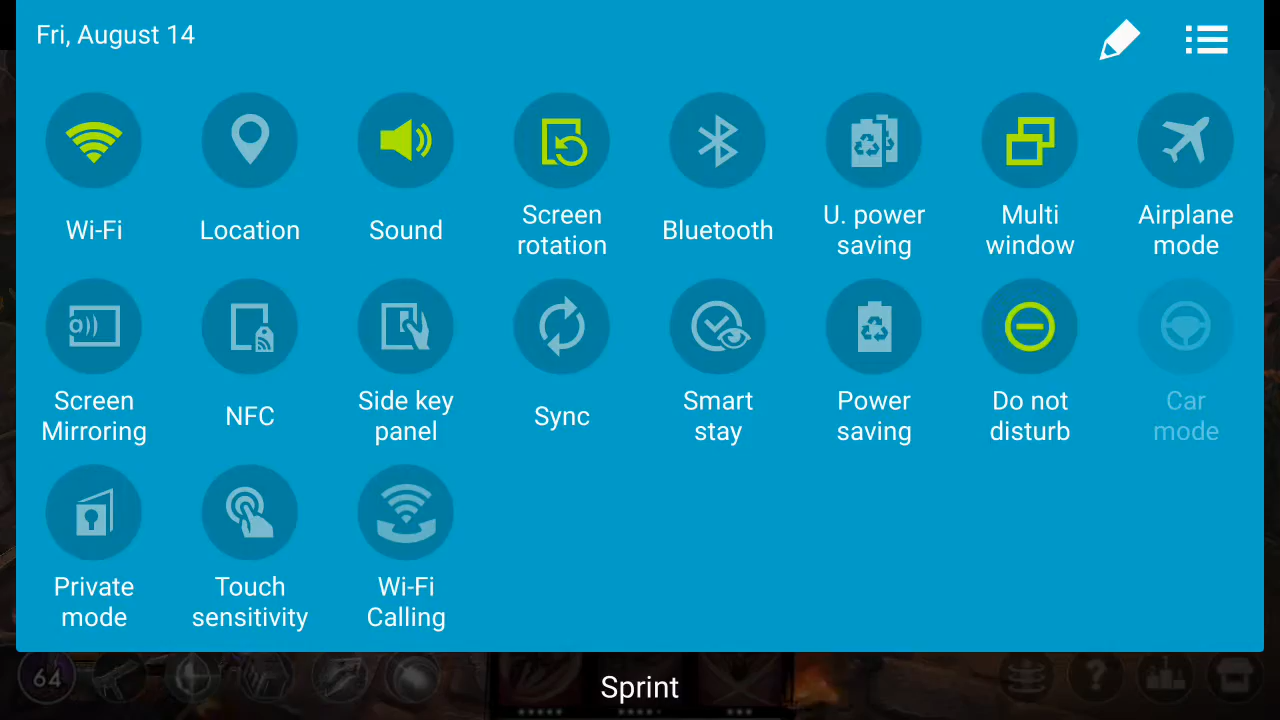 Fri, August 14
Wi-Fi
Location
Sound
Screen
rotation
Bluetooth
U. power
saving
Multi
window
Airplane
mode
Screen
Mirroring
NFC
Side key
panel
Sync
Smart
stay
Power
saving
Do not
disturb
Car
mode
Private
mode
Touch
sensitivity
Wi-Fi
Calling
64
?
Sprint